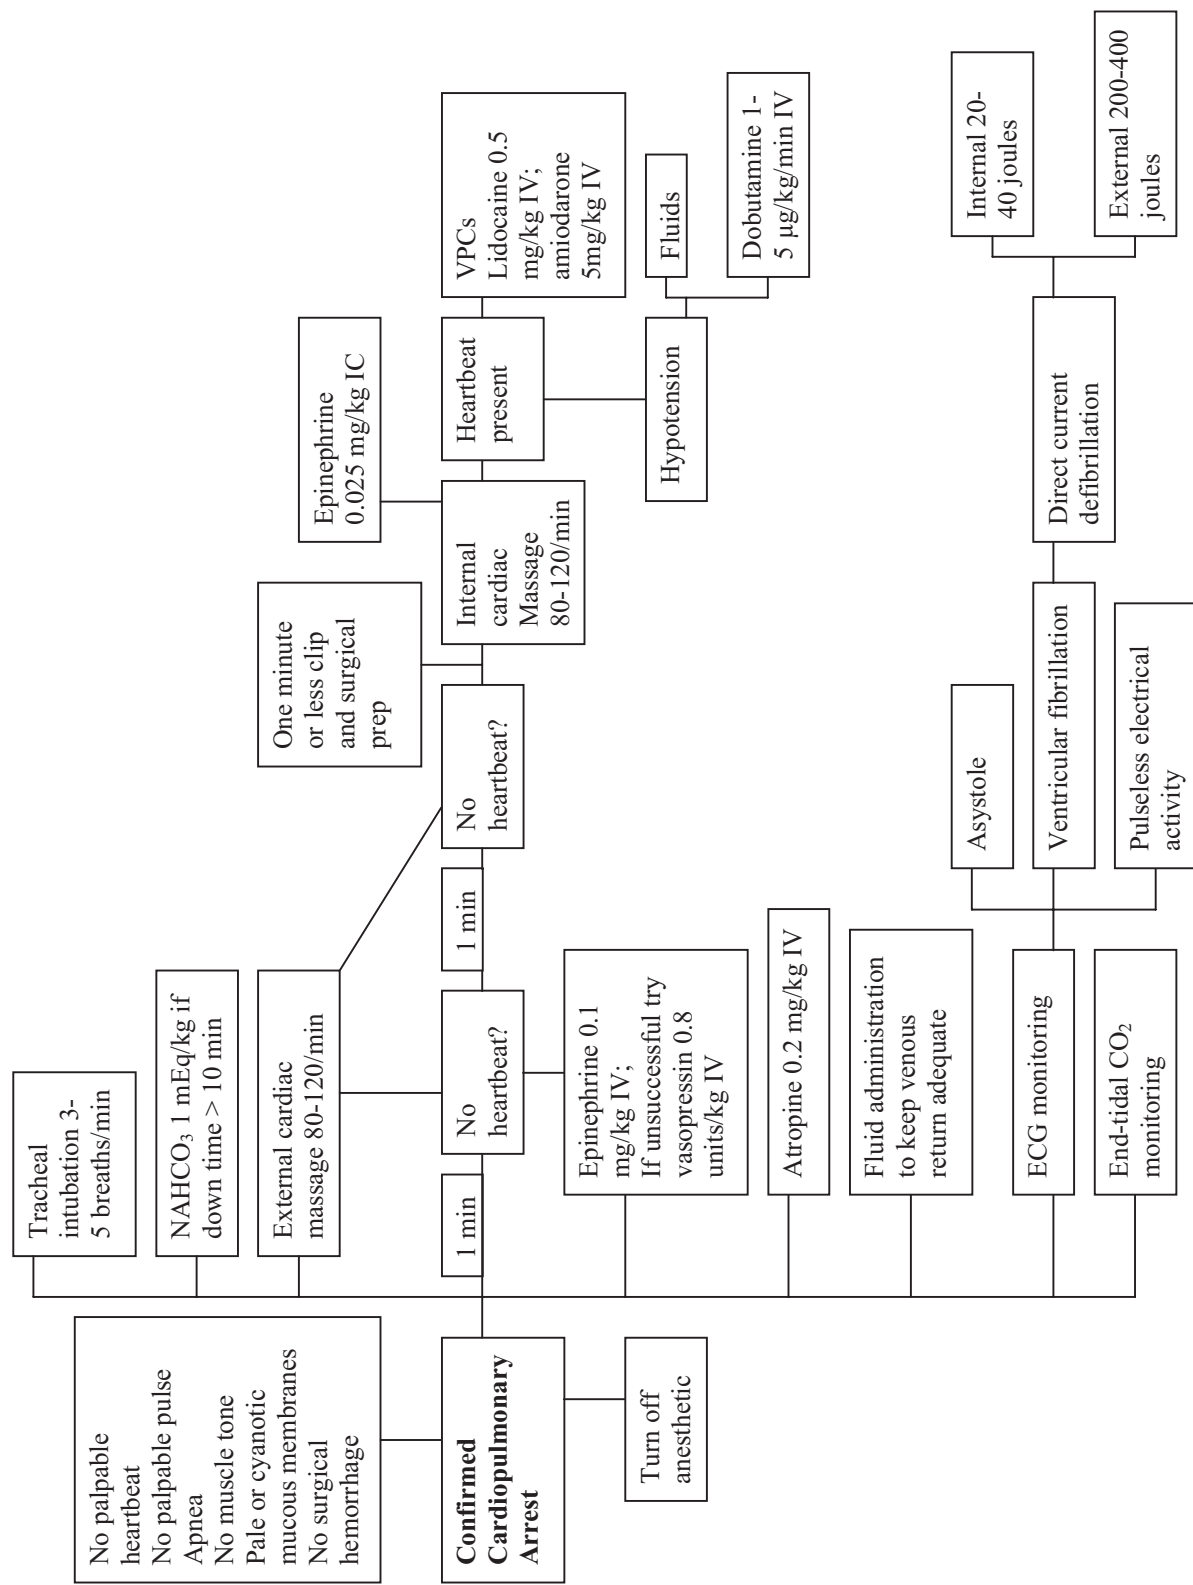 No palpable
heartbeat
No palpable pulse
Apnea
No muscle tone
Pale or cyanotic
mucous membranes
No surgical
hemorrhage
Confirmed
Cardiopulmonary
Arrest
Turn off
anesthetic
Tracheal
intubation 3-
5 breaths/min
NAHCO₃ 1 mEq/kg if
down time > 10 min
External cardiac
massage 80-120/min
1 min
No
heartbeat?
1 min
No
heartbeat?
One minute
or less clip
and surgical
prep
Internal
cardiac
Massage
80-120/min
Epinephrine
0.025 mg/kg IC
Heartbeat
present
VPCs
Lidocaine 0.5
mg/kg IV;
amiodarone
5mg/kg IV
Hypotension
Fluids
Dobutamine 1-
5 µg/kg/min IV
Epinephrine 0.1
mg/kg IV;
If unsuccessful try
vasopressin 0.8
units/kg IV
Atropine 0.2 mg/kg IV
Fluid administration
to keep venous
return adequate
ECG monitoring
End-tidal CO₂
monitoring
Asystole
Ventricular fibrillation
Pulseless electrical
activity
Direct current
defibrillation
Internal 20-
40 joules
External 200-400
joules